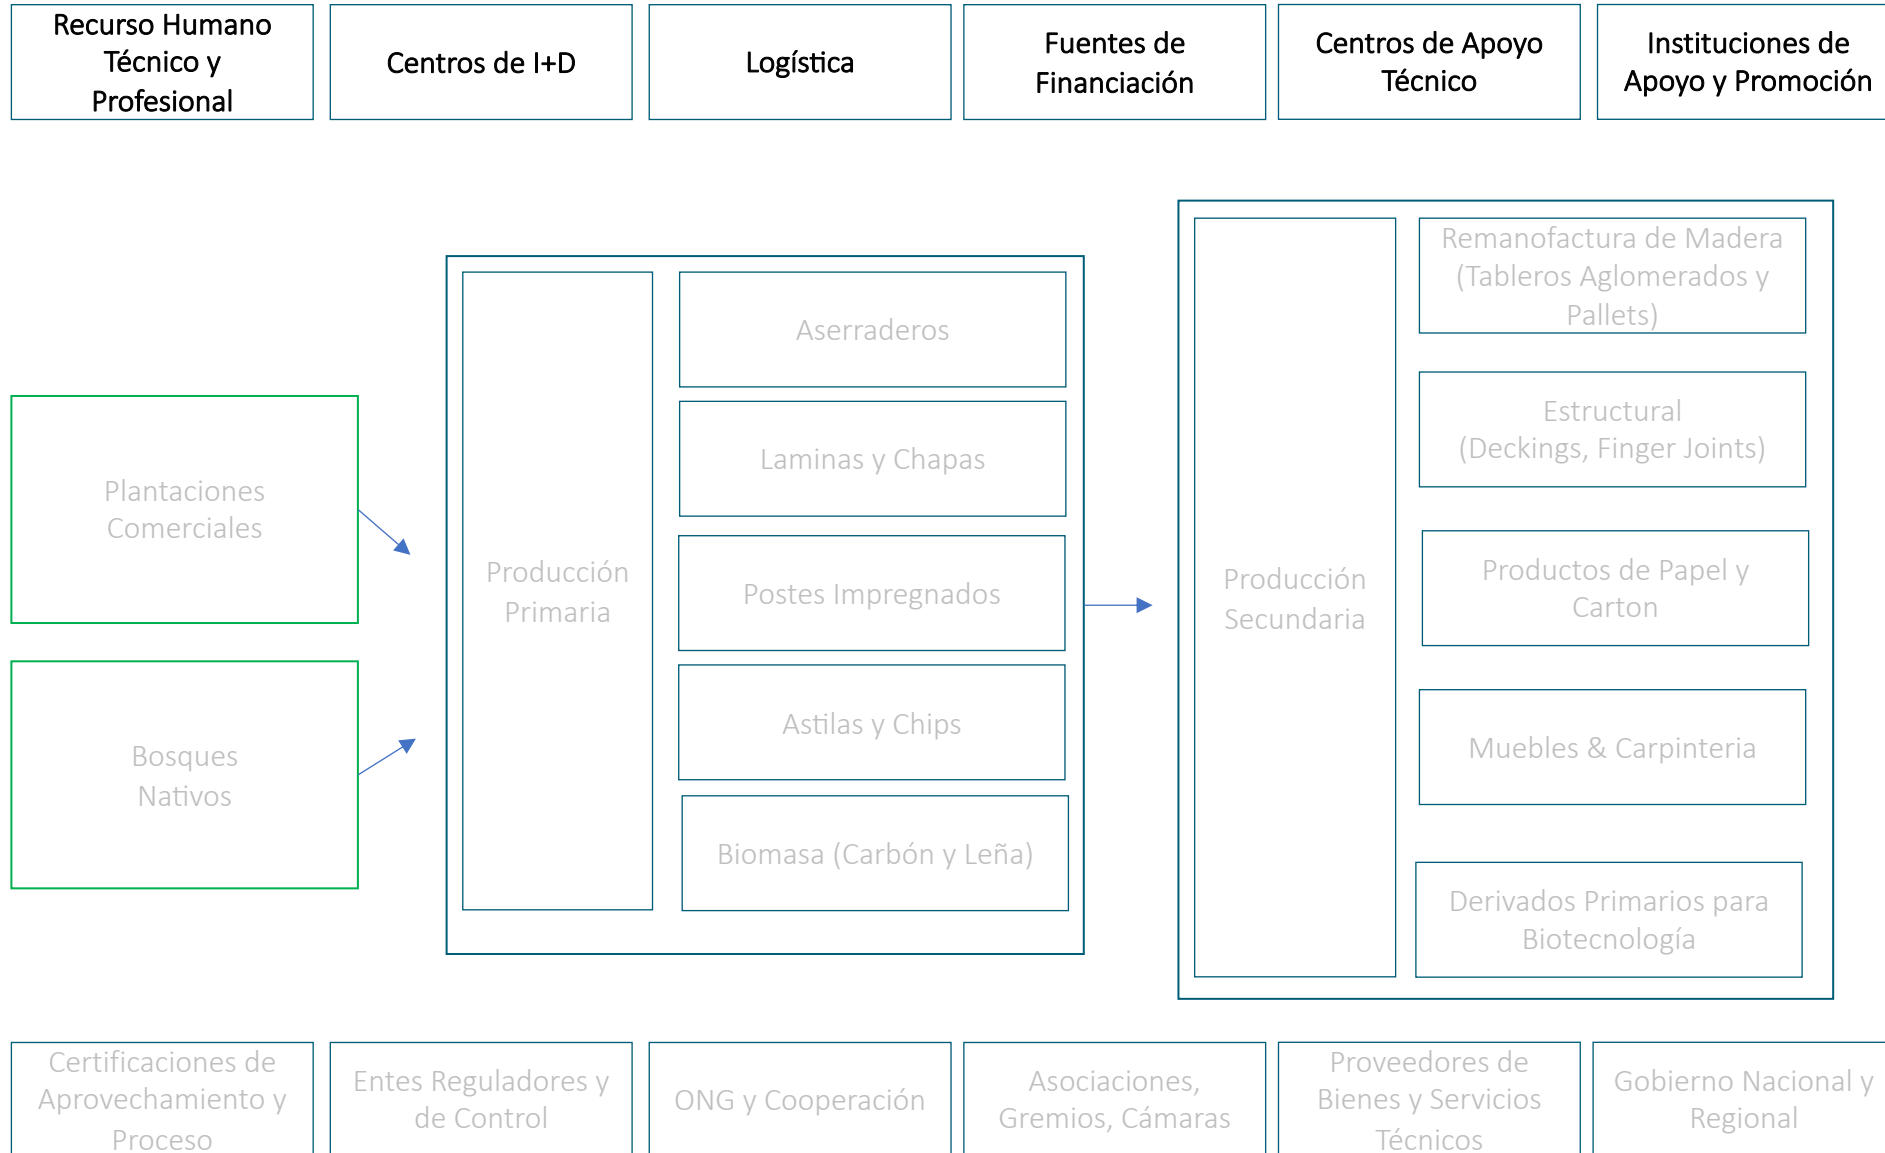 Recurso Humano
Técnico y
Profesional
Centros de I+D
Logística
Fuentes de
Financiación
Centros de Apoyo
Técnico
Instituciones de
Apoyo y Promoción
Plantaciones
Comerciales
Bosques
Nativos
Producción
Primaria
Aserraderos
Laminas y Chapas
Postes Impregnados
Astilas y Chips
Biomasa (Carbón y Leña)
Producción
Secundaria
Remanofactura de Madera
(Tableros Aglomerados y
Pallets)
Estructural
(Deckings, Finger Joints)
Productos de Papel y
Carton
Muebles & Carpinteria
Derivados Primarios para
Biotecnología
Certificaciones de
Aprovechamiento y
Proceso
Entes Reguladores y
de Control
ONG y Cooperación
Asociaciones,
Gremios, Cámaras
Proveedores de
Bienes y Servicios
Técnicos
Gobierno Nacional y
Regional